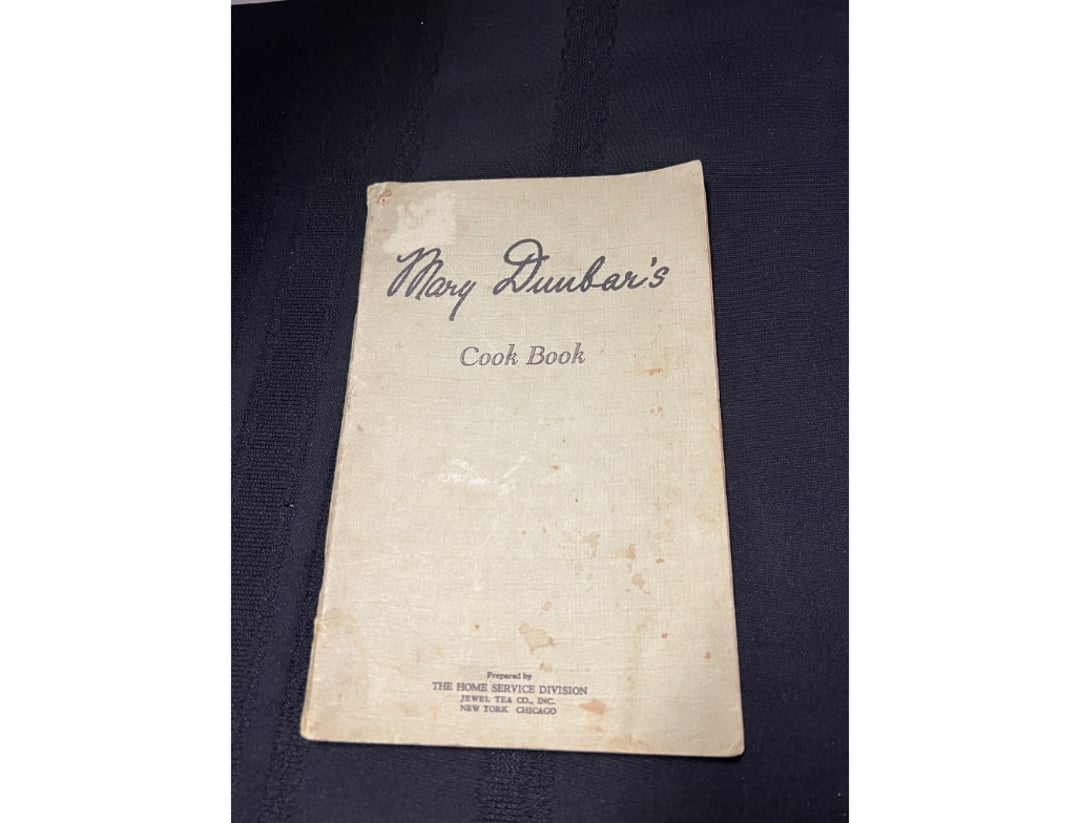 Mary Dunbar's
Cook Book
Prepared by
THE HOME SERVICE DIVISION
JEWEL TEA CO., INC.
NEW YORK CHICAGO